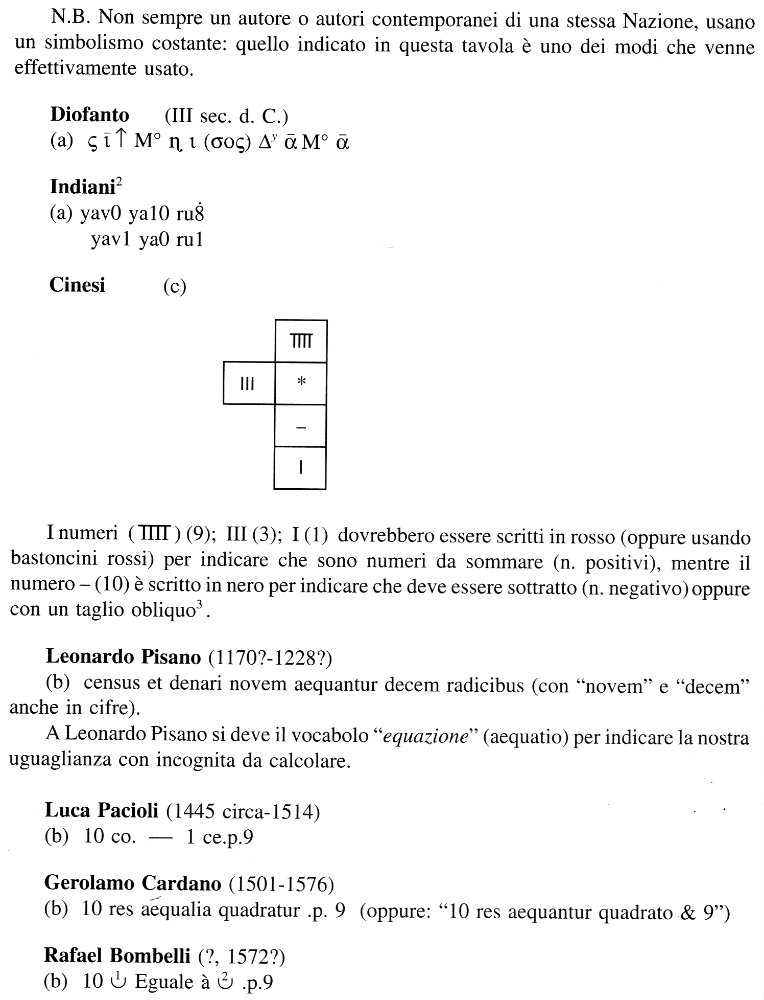 N.B. Non sempre un autore o autori contemporanei di una stessa Nazione, usano
un simbolismo costante: quello indicato in questa tavola è uno dei modi che venne
effettivamente usato.
Diofanto (III sec. d. C.)
(a) ς ῑ ↑ M° η ι (σος) Δʸ ᾱ M° ᾱ
Indiani²
(a) yav0 ya10 ru8̇
yav1 ya0 ru1
Cinesi (c)
𝍨
III *
–
I
I numeri (𝍨) (9); III (3); I (1) dovrebbero essere scritti in rosso (oppure usando
bastoncini rossi) per indicare che sono numeri da sommare (n. positivi), mentre il
numero – (10) è scritto in nero per indicare che deve essere sottratto (n. negativo) oppure
con un taglio obliquo³.
Leonardo Pisano (1170?-1228?)
(b) census et denari novem aequantur decem radicibus (con “novem” e “decem”
anche in cifre).
A Leonardo Pisano si deve il vocabolo “equazione” (aequatio) per indicare la nostra
uguaglianza con incognita da calcolare.
Luca Pacioli (1445 circa-1514)
(b) 10 co. — 1 ce.p.9
Gerolamo Cardano (1501-1576)
(b) 10 res aequalia quadratur .p. 9 (oppure: “10 res aequantur quadrato & 9”)
Rafael Bombelli (?, 1572?)
(b) 10 ⌣¹ Eguale à ⌣² .p.9